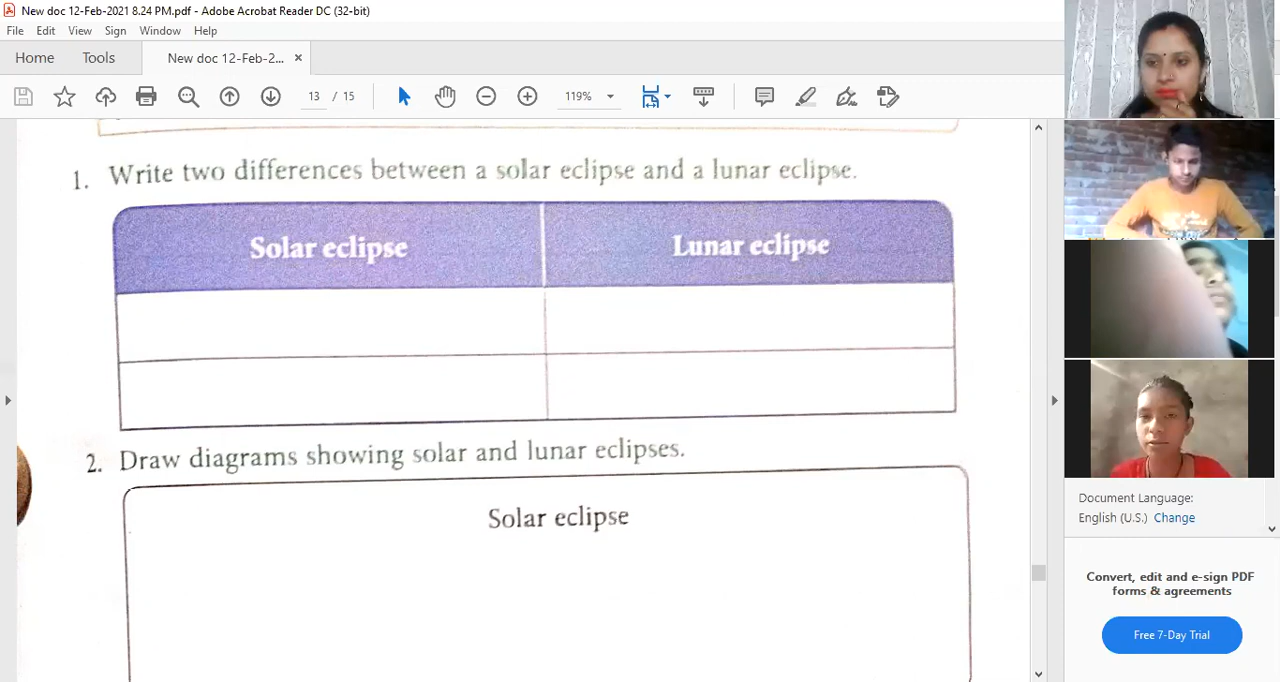 New doc 12-Feb-2021 8.24 PM.pdf - Adobe Acrobat Reader DC (32-bit)
File Edit View Sign Window Help
Home Tools New doc 12-Feb-2... ×
13 / 15 119%
1. Write two differences between a solar eclipse and a lunar eclipse.
Solar eclipse Lunar eclipse
2. Draw diagrams showing solar and lunar eclipses.
Solar eclipse
Document Language:
English (U.S.) Change
Convert, edit and e-sign PDF
forms & agreements
Free 7-Day Trial